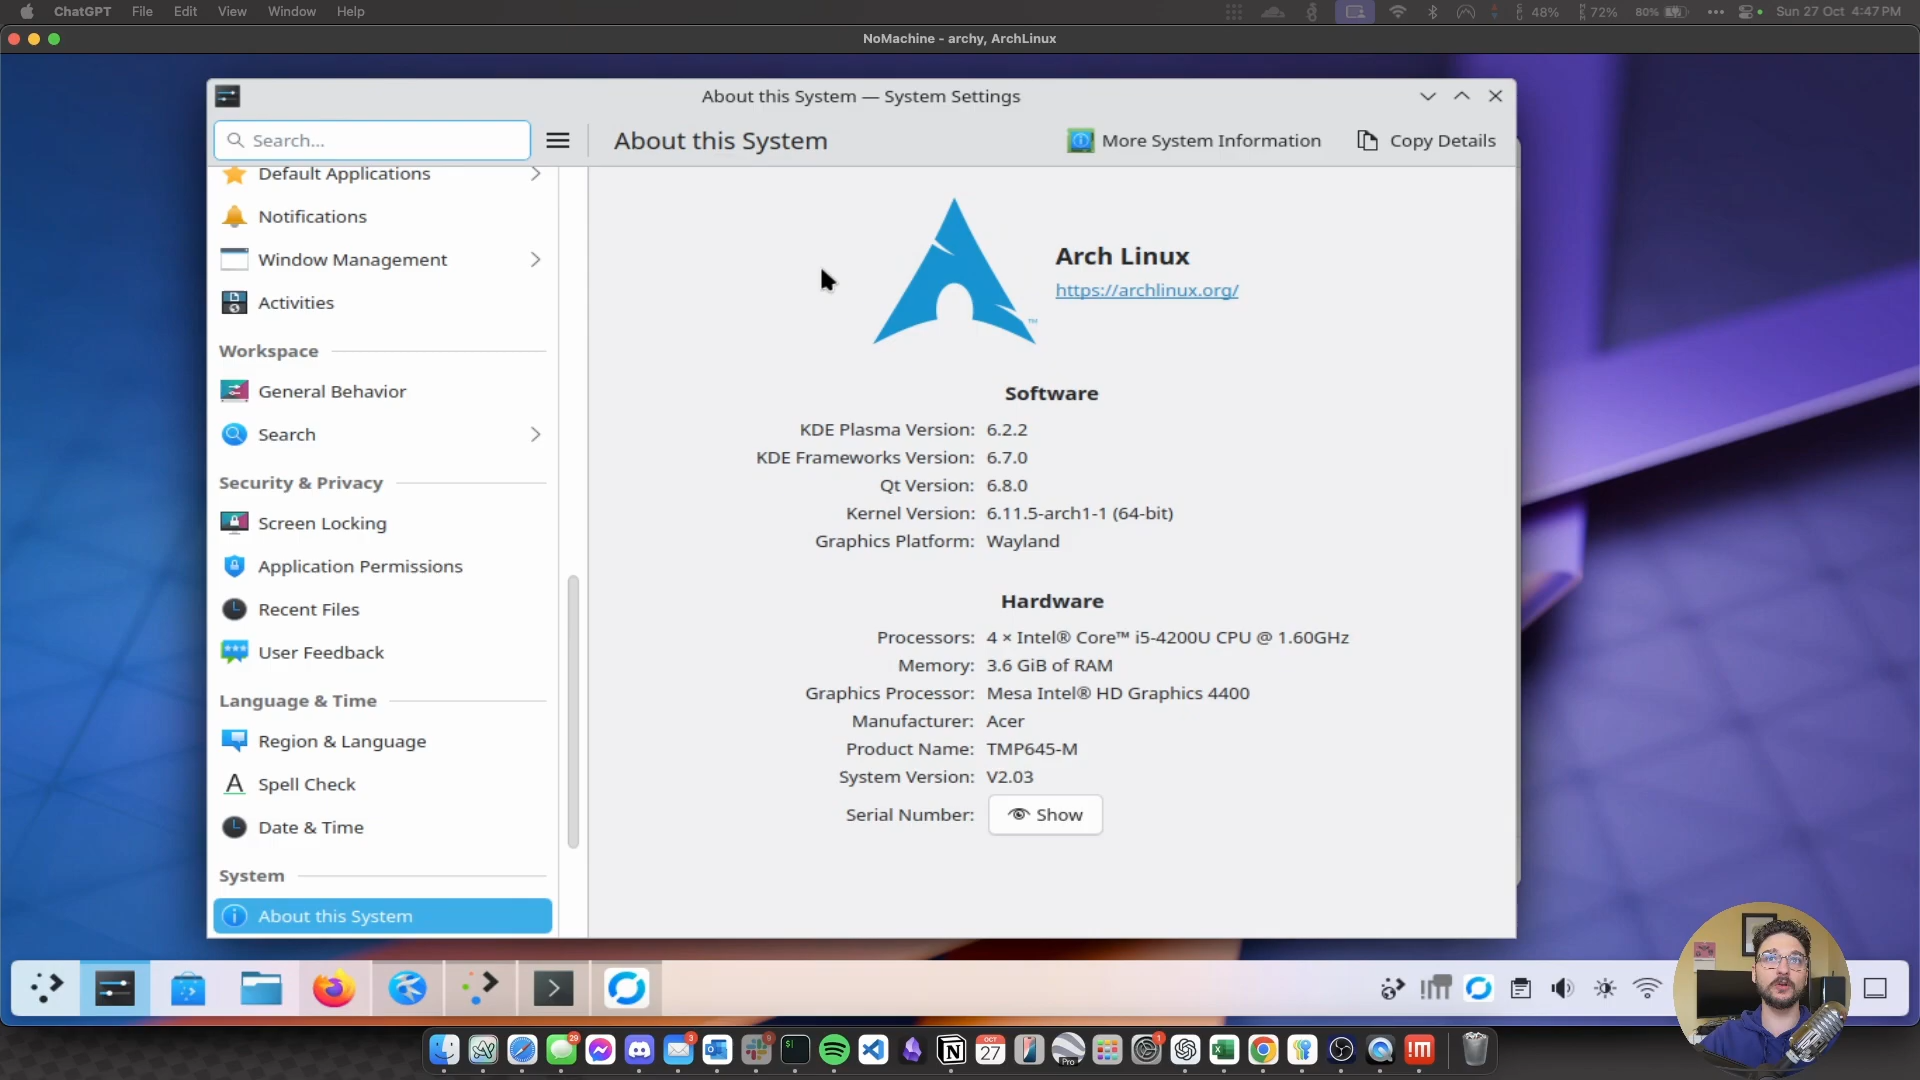 ChatGPT File Edit View Window Help
48% 72% 80% Sun 27 Oct 4:47 PM
NoMachine - archy, ArchLinux
About this System — System Settings
Search...
About this System
More System Information
Copy Details
Default Applications
Notifications
Window Management
Activities
Workspace
General Behavior
Search
Security & Privacy
Screen Locking
Application Permissions
Recent Files
User Feedback
Language & Time
Region & Language
Spell Check
Date & Time
System
About this System
Arch Linux
https://archlinux.org/
TM
Software
KDE Plasma Version: 6.2.2
KDE Frameworks Version: 6.7.0
Qt Version: 6.8.0
Kernel Version: 6.11.5-arch1-1 (64-bit)
Graphics Platform: Wayland
Hardware
Processors: 4 × Intel® Core™ i5-4200U CPU @ 1.60GHz
Memory: 3.6 GiB of RAM
Graphics Processor: Mesa Intel® HD Graphics 4400
Manufacturer: Acer
Product Name: TMP645-M
System Version: V2.03
Serial Number: Show
29
3
9
OCT
27
Pro
1